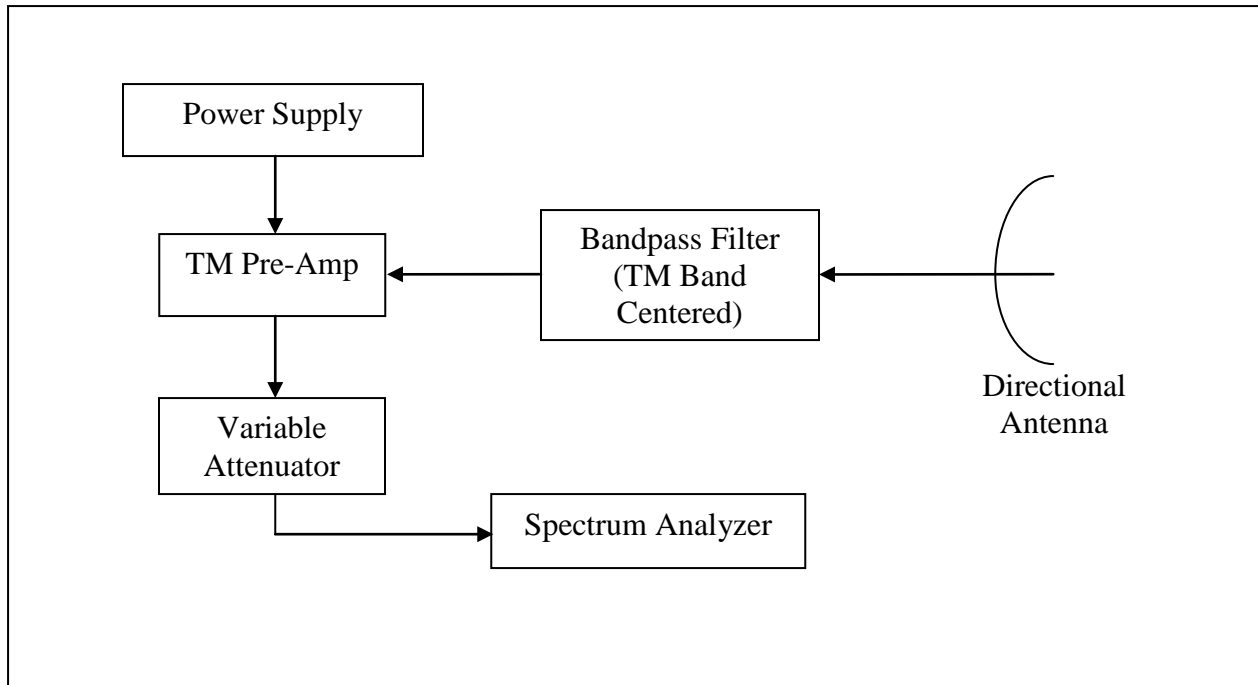 Power Supply
TM Pre-Amp
Bandpass Filter
(TM Band
Centered)
Directional
Antenna
Variable
Attenuator
Spectrum Analyzer